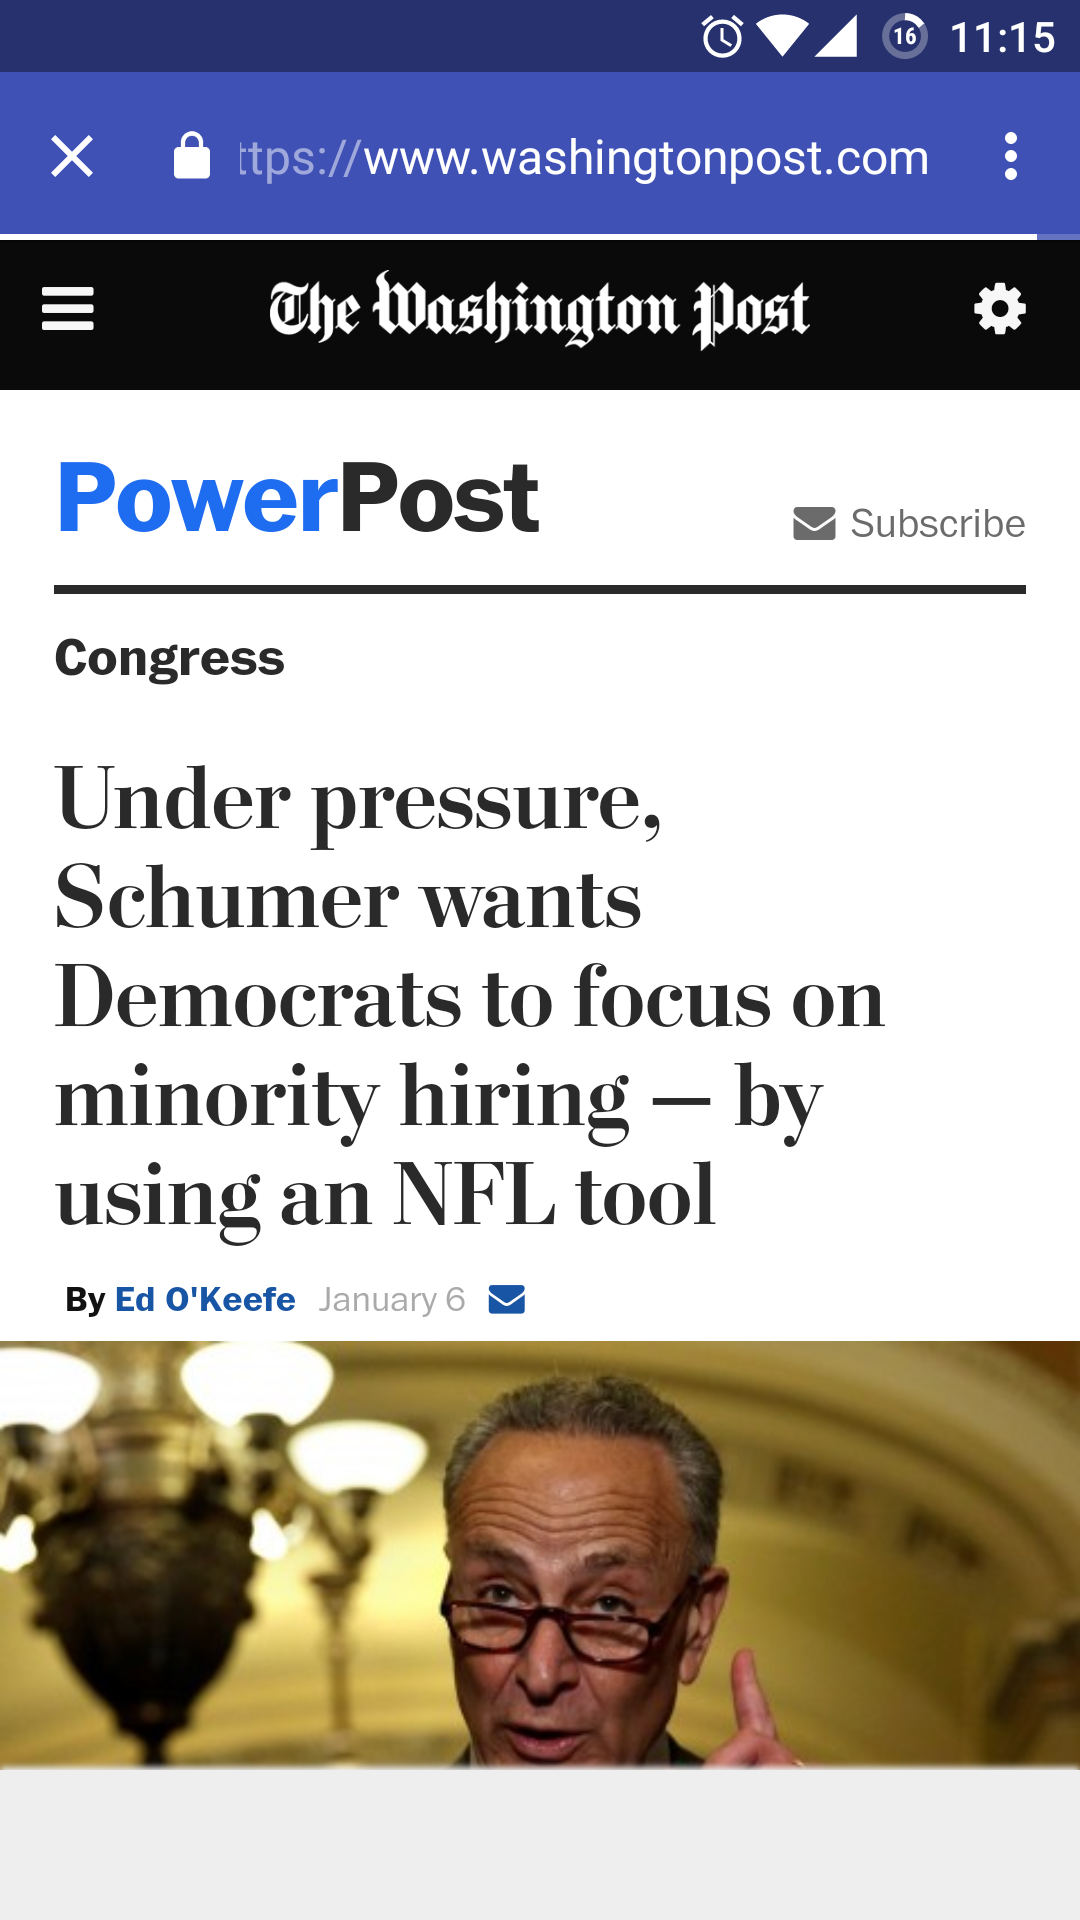 16 11:15
ttps://www.washingtonpost.com
The Washington Post
PowerPost
Subscribe
Congress
Under pressure,
Schumer wants
Democrats to focus on
minority hiring — by
using an NFL tool
By Ed O'Keefe January 6